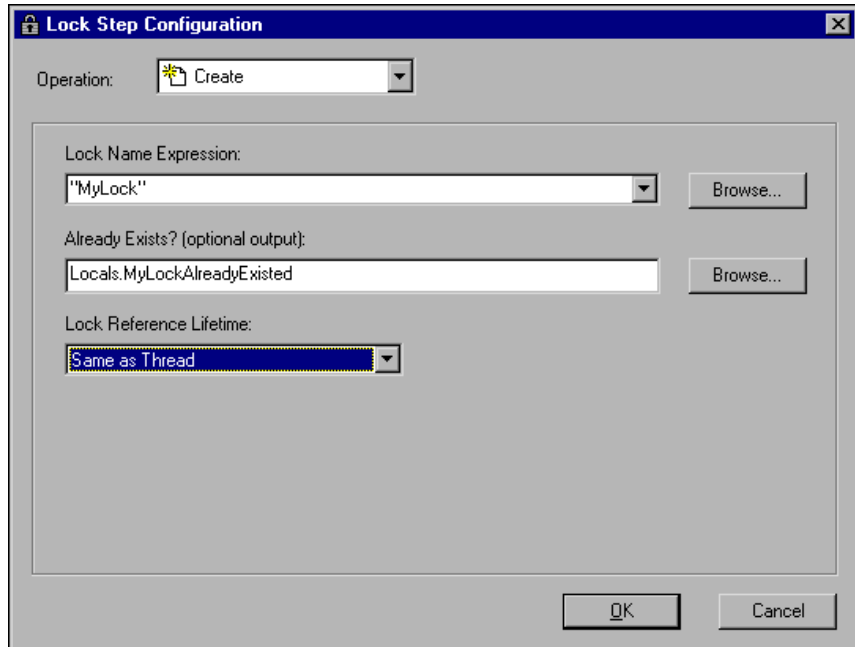 Lock Step Configuration
Operation: Create
Lock Name Expression:
"MyLock" Browse...
Already Exists? (optional output):
Locals.MyLockAlreadyExisted Browse...
Lock Reference Lifetime:
Same as Thread
OK Cancel